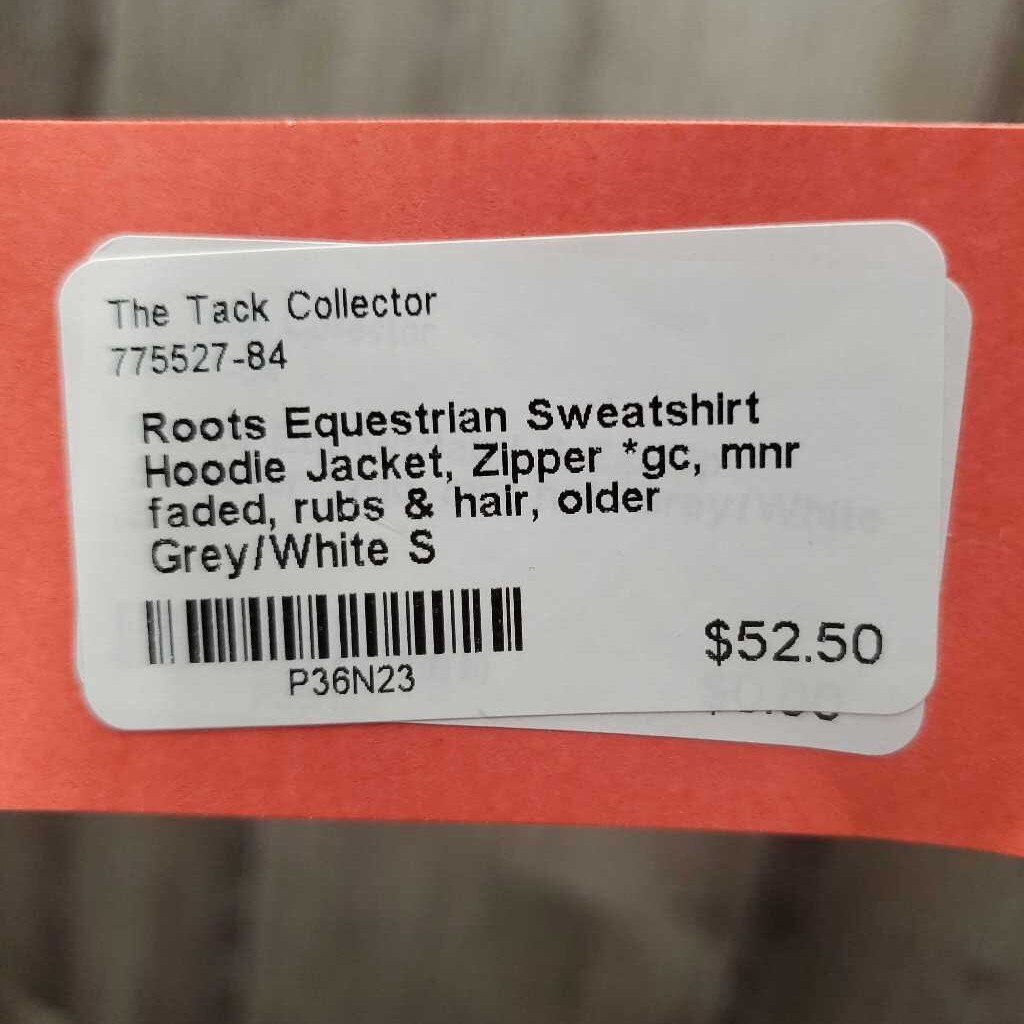 The Tack Collector
775527-84
Roots Equestrian Sweatshirt
Hoodie Jacket, Zipper *gc, mnr
faded, rubs & hair, older
Grey/White S
P36N23
$52.50